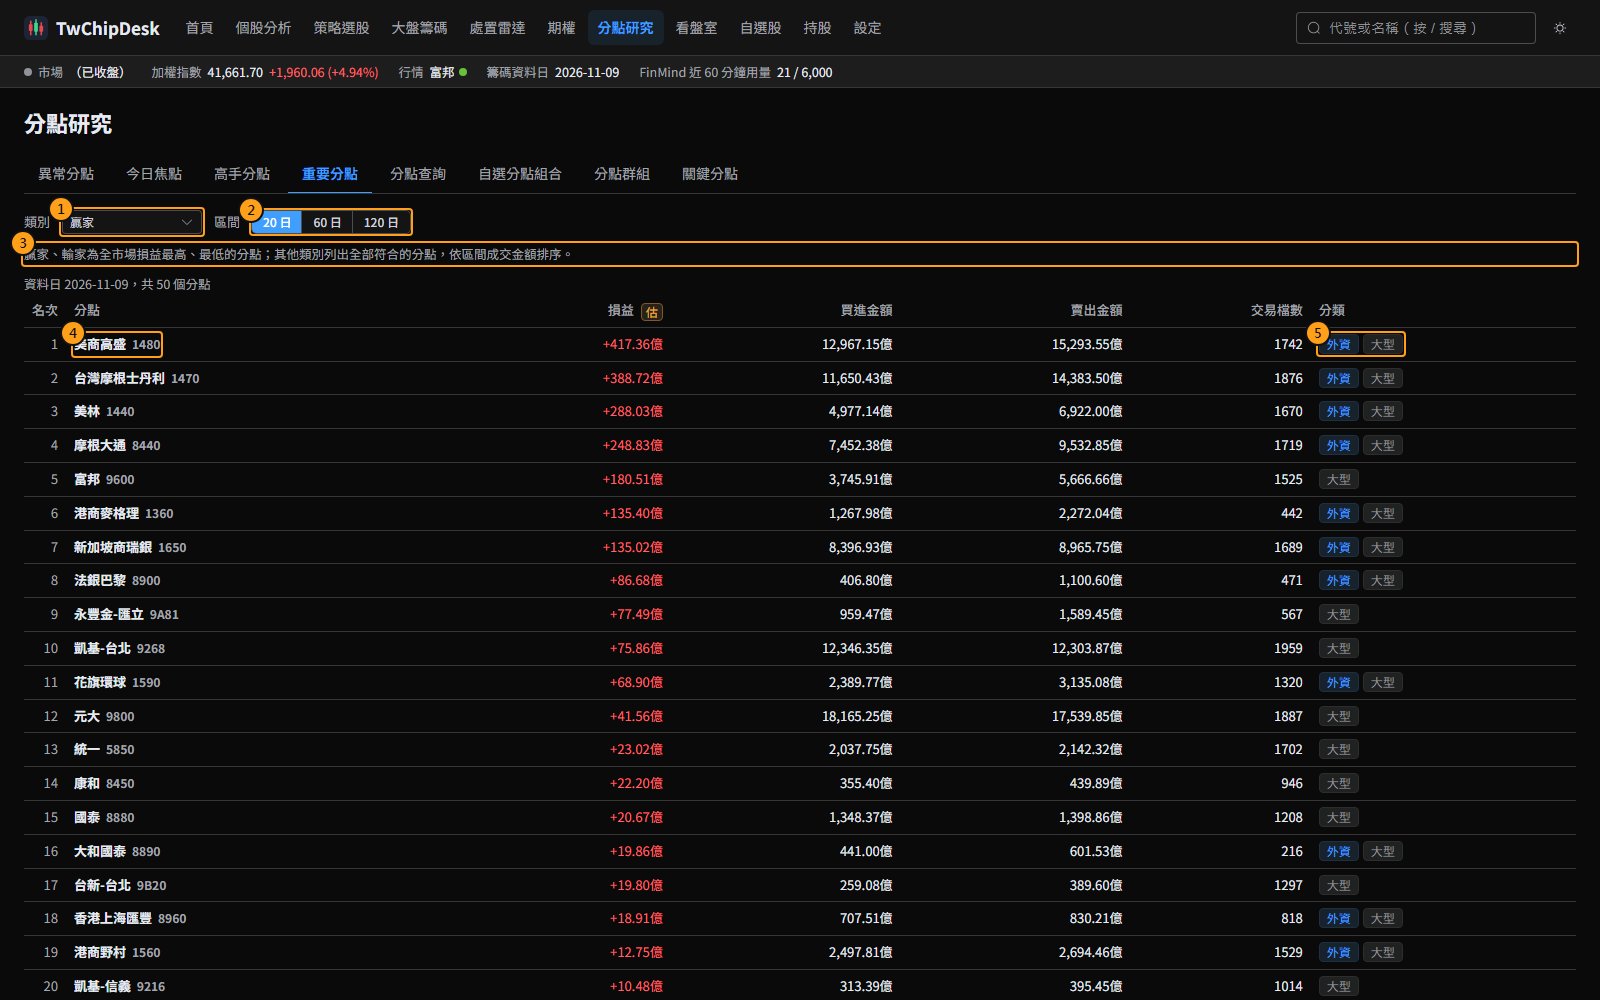 TwChipDesk 首頁 個股分析 策略選股 大盤籌碼 處置雷達 期權 分點研究 看盤室 自選股 持股 設定 代號或名稱 ( 按 / 搜尋 )
市場 (已收盤) 加權指數 41,661.70 +1,960.06 (+4.94%) 行情 富邦 籌碼資料日 2026-11-09 FinMind 近 60 分鐘用量 21 / 6,000
分點研究
異常分點 今日焦點 高手分點 重要分點 分點查詢 自選分點組合 分點群組 關鍵分點
1 2
類別 贏家 區間 20 日 60 日 120 日
3
贏家、輸家為全市場損益最高、最低的分點；其他類別列出全部符合的分點，依區間成交金額排序。
資料日 2026-11-09，共 50 個分點
名次 分點 損益 估 買進金額 賣出金額 交易檔數 分類
4 5
1 美商高盛 1480 +417.36億 12,967.15億 15,293.55億 1742 外資 大型
2 台灣摩根士丹利 1470 +388.72億 11,650.43億 14,383.50億 1876 外資 大型
3 美林 1440 +288.03億 4,977.14億 6,922.00億 1670 外資 大型
4 摩根大通 8440 +248.83億 7,452.38億 9,532.85億 1719 外資 大型
5 富邦 9600 +180.51億 3,745.91億 5,666.66億 1525 大型
6 港商麥格理 1360 +135.40億 1,267.98億 2,272.04億 442 外資 大型
7 新加坡商瑞銀 1650 +135.02億 8,396.93億 8,965.75億 1689 外資 大型
8 法銀巴黎 8900 +86.68億 406.80億 1,100.60億 471 外資 大型
9 永豐金-匯立 9A81 +77.49億 959.47億 1,589.45億 567 大型
10 凱基-台北 9268 +75.86億 12,346.35億 12,303.87億 1959 大型
11 花旗環球 1590 +68.90億 2,389.77億 3,135.08億 1320 外資 大型
12 元大 9800 +41.56億 18,165.25億 17,539.85億 1887 大型
13 統一 5850 +23.02億 2,037.75億 2,142.32億 1702 大型
14 康和 8450 +22.20億 355.40億 439.89億 946 大型
15 國泰 8880 +20.67億 1,348.37億 1,398.86億 1208 大型
16 大和國泰 8890 +19.86億 441.00億 601.53億 216 外資 大型
17 台新-台北 9B20 +19.80億 259.08億 389.60億 1297 大型
18 香港上海匯豐 8960 +18.91億 707.51億 830.21億 818 外資 大型
19 港商野村 1560 +12.75億 2,497.81億 2,694.46億 1529 外資 大型
20 凱基-信義 9216 +10.48億 313.39億 395.45億 1014 大型